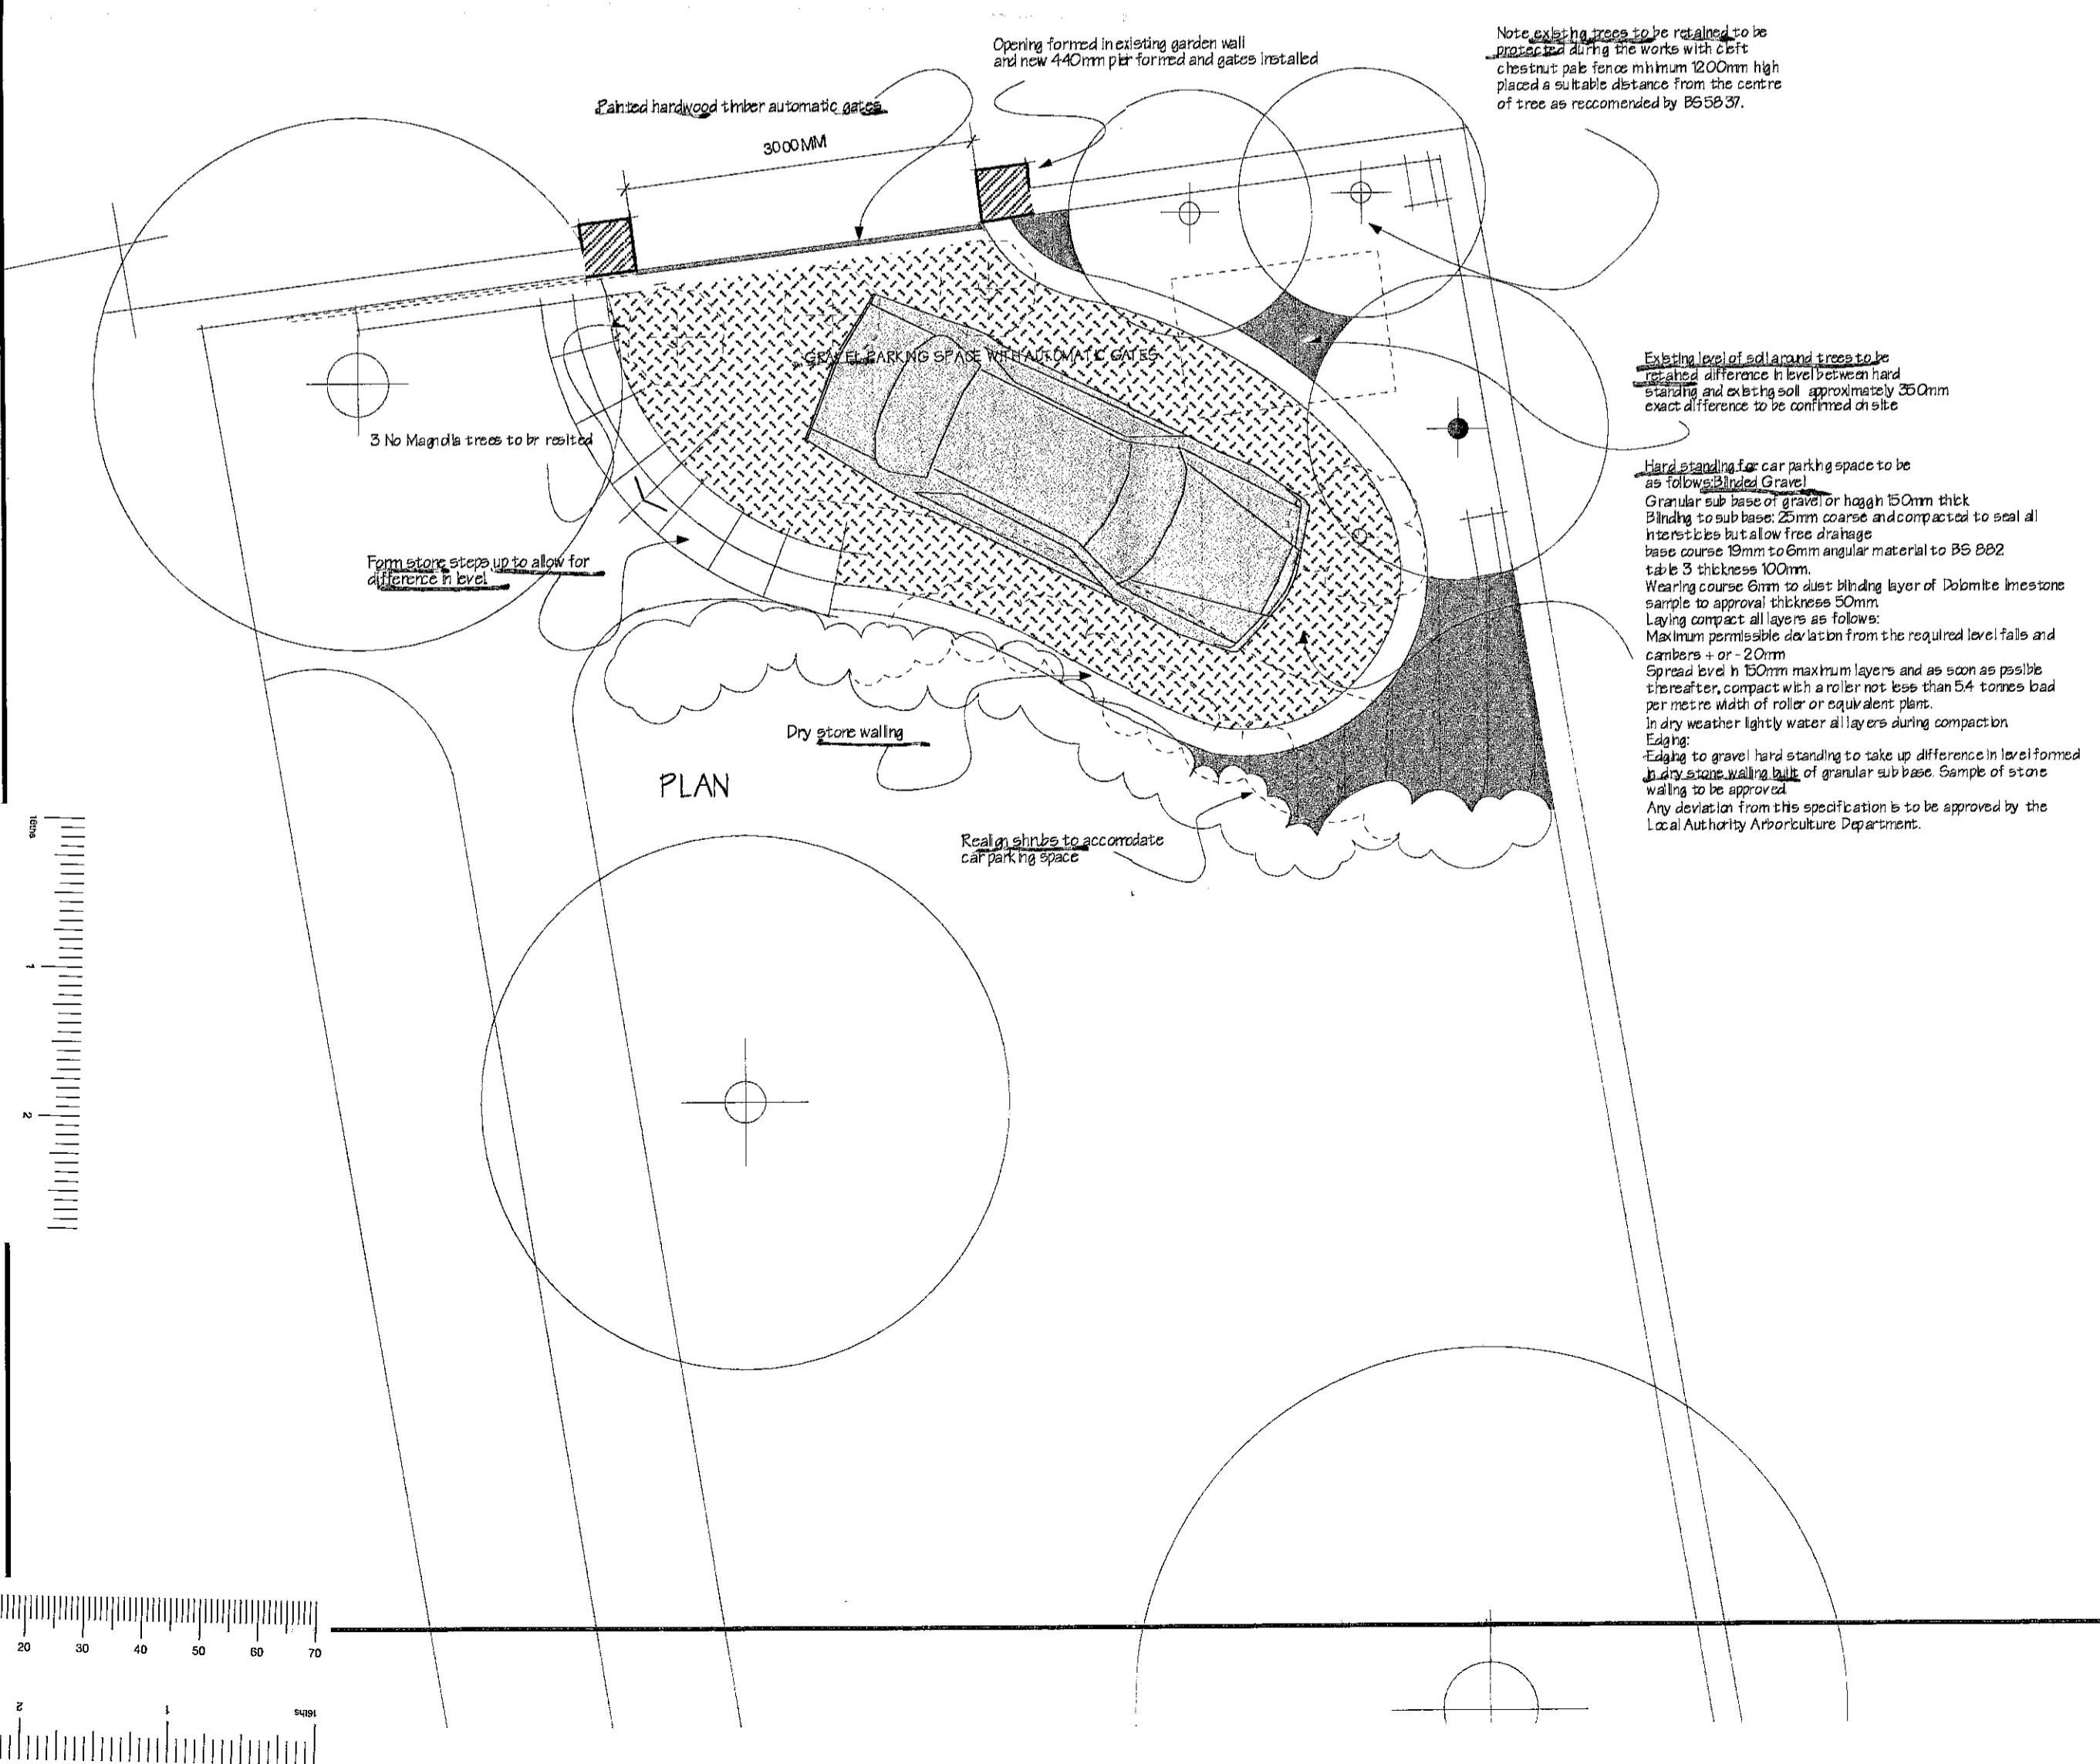 Opening formed in existing garden wall
and new 440mm pier formed and gates installed
Note existing trees to be retained to be
protected during the works with cleft
chestnut pale fence minimum 1200mm high
placed a suitable distance from the centre
of tree as reccomended by BS5837.
Painted hardwood timber automatic gates
3000MM
GRAVEL PARKING SPACE WITH AUTOMATIC GATES
Existing level of soil around trees to be
retained difference in level between hard
standing and existing soil approximately 350mm
exact difference to be confirmed on site
3 No Magnolia trees to br resited
Hard standing for car parking space to be
as follows:Blinded Gravel
Granular sub base of gravel or hoggin 150mm thick
Blinding to sub base: 25mm coarse and compacted to seal all
intersticies but allow free drainage
base course 19mm to 6mm angular material to BS 882
table 3 thickness 100mm.
Wearing course 6mm to dust blinding layer of Dolomite limestone
sample to approval thickness 50mm
Laying compact all layers as follows:
Maximum permissible deviation from the required level falls and
cambers + or - 20mm
Spread level in 150mm maximum layers and as soon as pssible
thereafter, compact with a roller not less than 5.4 tonnes load
per metre width of roller or equivalent plant.
In dry weather lightly water all layers during compaction
Edging:
Edging to gravel hard standing to take up difference in level formed
in dry stone walling built of granular sub base. Sample of stone
walling to be approved
Any deviation from this specification is to be approved by the
Local Authority Arboriculture Department.
Form stone steps up to allow for
difference in level
Dry stone walling
PLAN
Realign shrubs to accomodate
car parking space
16ths
1
2
20 30 40 50 60 70
2 1 16ths